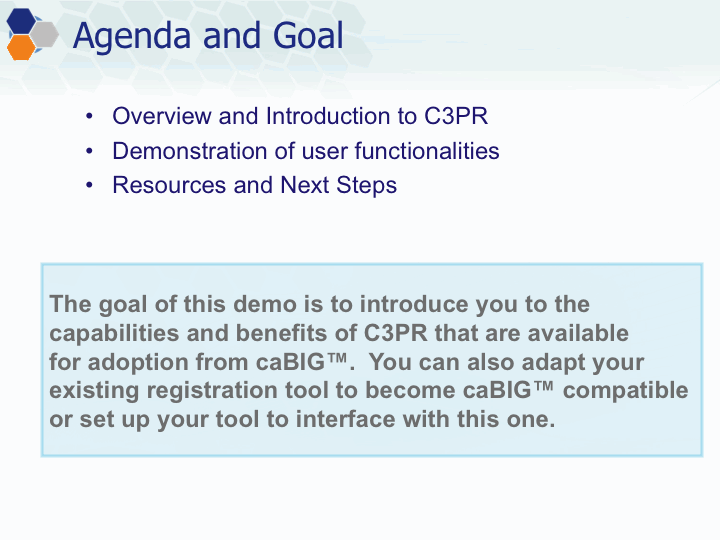 Agenda and Goal
• Overview and Introduction to C3PR
• Demonstration of user functionalities
• Resources and Next Steps
The goal of this demo is to introduce you to the
capabilities and benefits of C3PR that are available
for adoption from caBIG™.  You can also adapt your
existing registration tool to become caBIG™ compatible
or set up your tool to interface with this one.